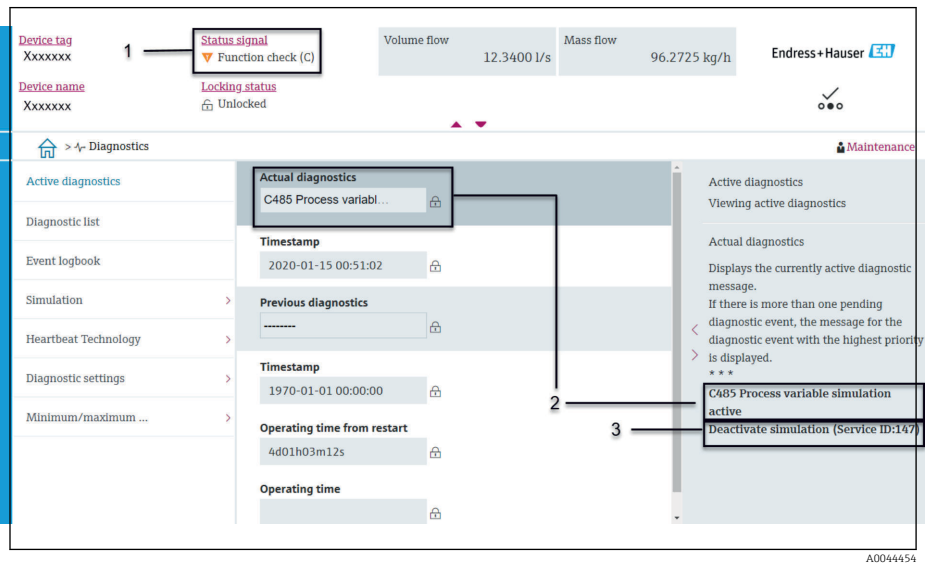 Device tag
Xxxxxxx
1
Status signal
Function check (C)
Volume flow
12.3400 l/s
Mass flow
96.2725 kg/h
Endress+Hauser EH
Device name
Xxxxxxx
Locking status
Unlocked
> Diagnostics
Maintenance
Active diagnostics
Diagnostic list
Event logbook
Simulation
Heartbeat Technology
Diagnostic settings
Minimum/maximum ...
Actual diagnostics
C485 Process variabl...
Timestamp
2020-01-15 00:51:02
Previous diagnostics
--------
Timestamp
1970-01-01 00:00:00
Operating time from restart
4d01h03m12s
Operating time
2
3
Active diagnostics
Viewing active diagnostics
Actual diagnostics
Displays the currently active diagnostic
message.
If there is more than one pending
diagnostic event, the message for the
diagnostic event with the highest priority
is displayed.
* * *
C485 Process variable simulation
active
Deactivate simulation (Service ID:147)
A0044454